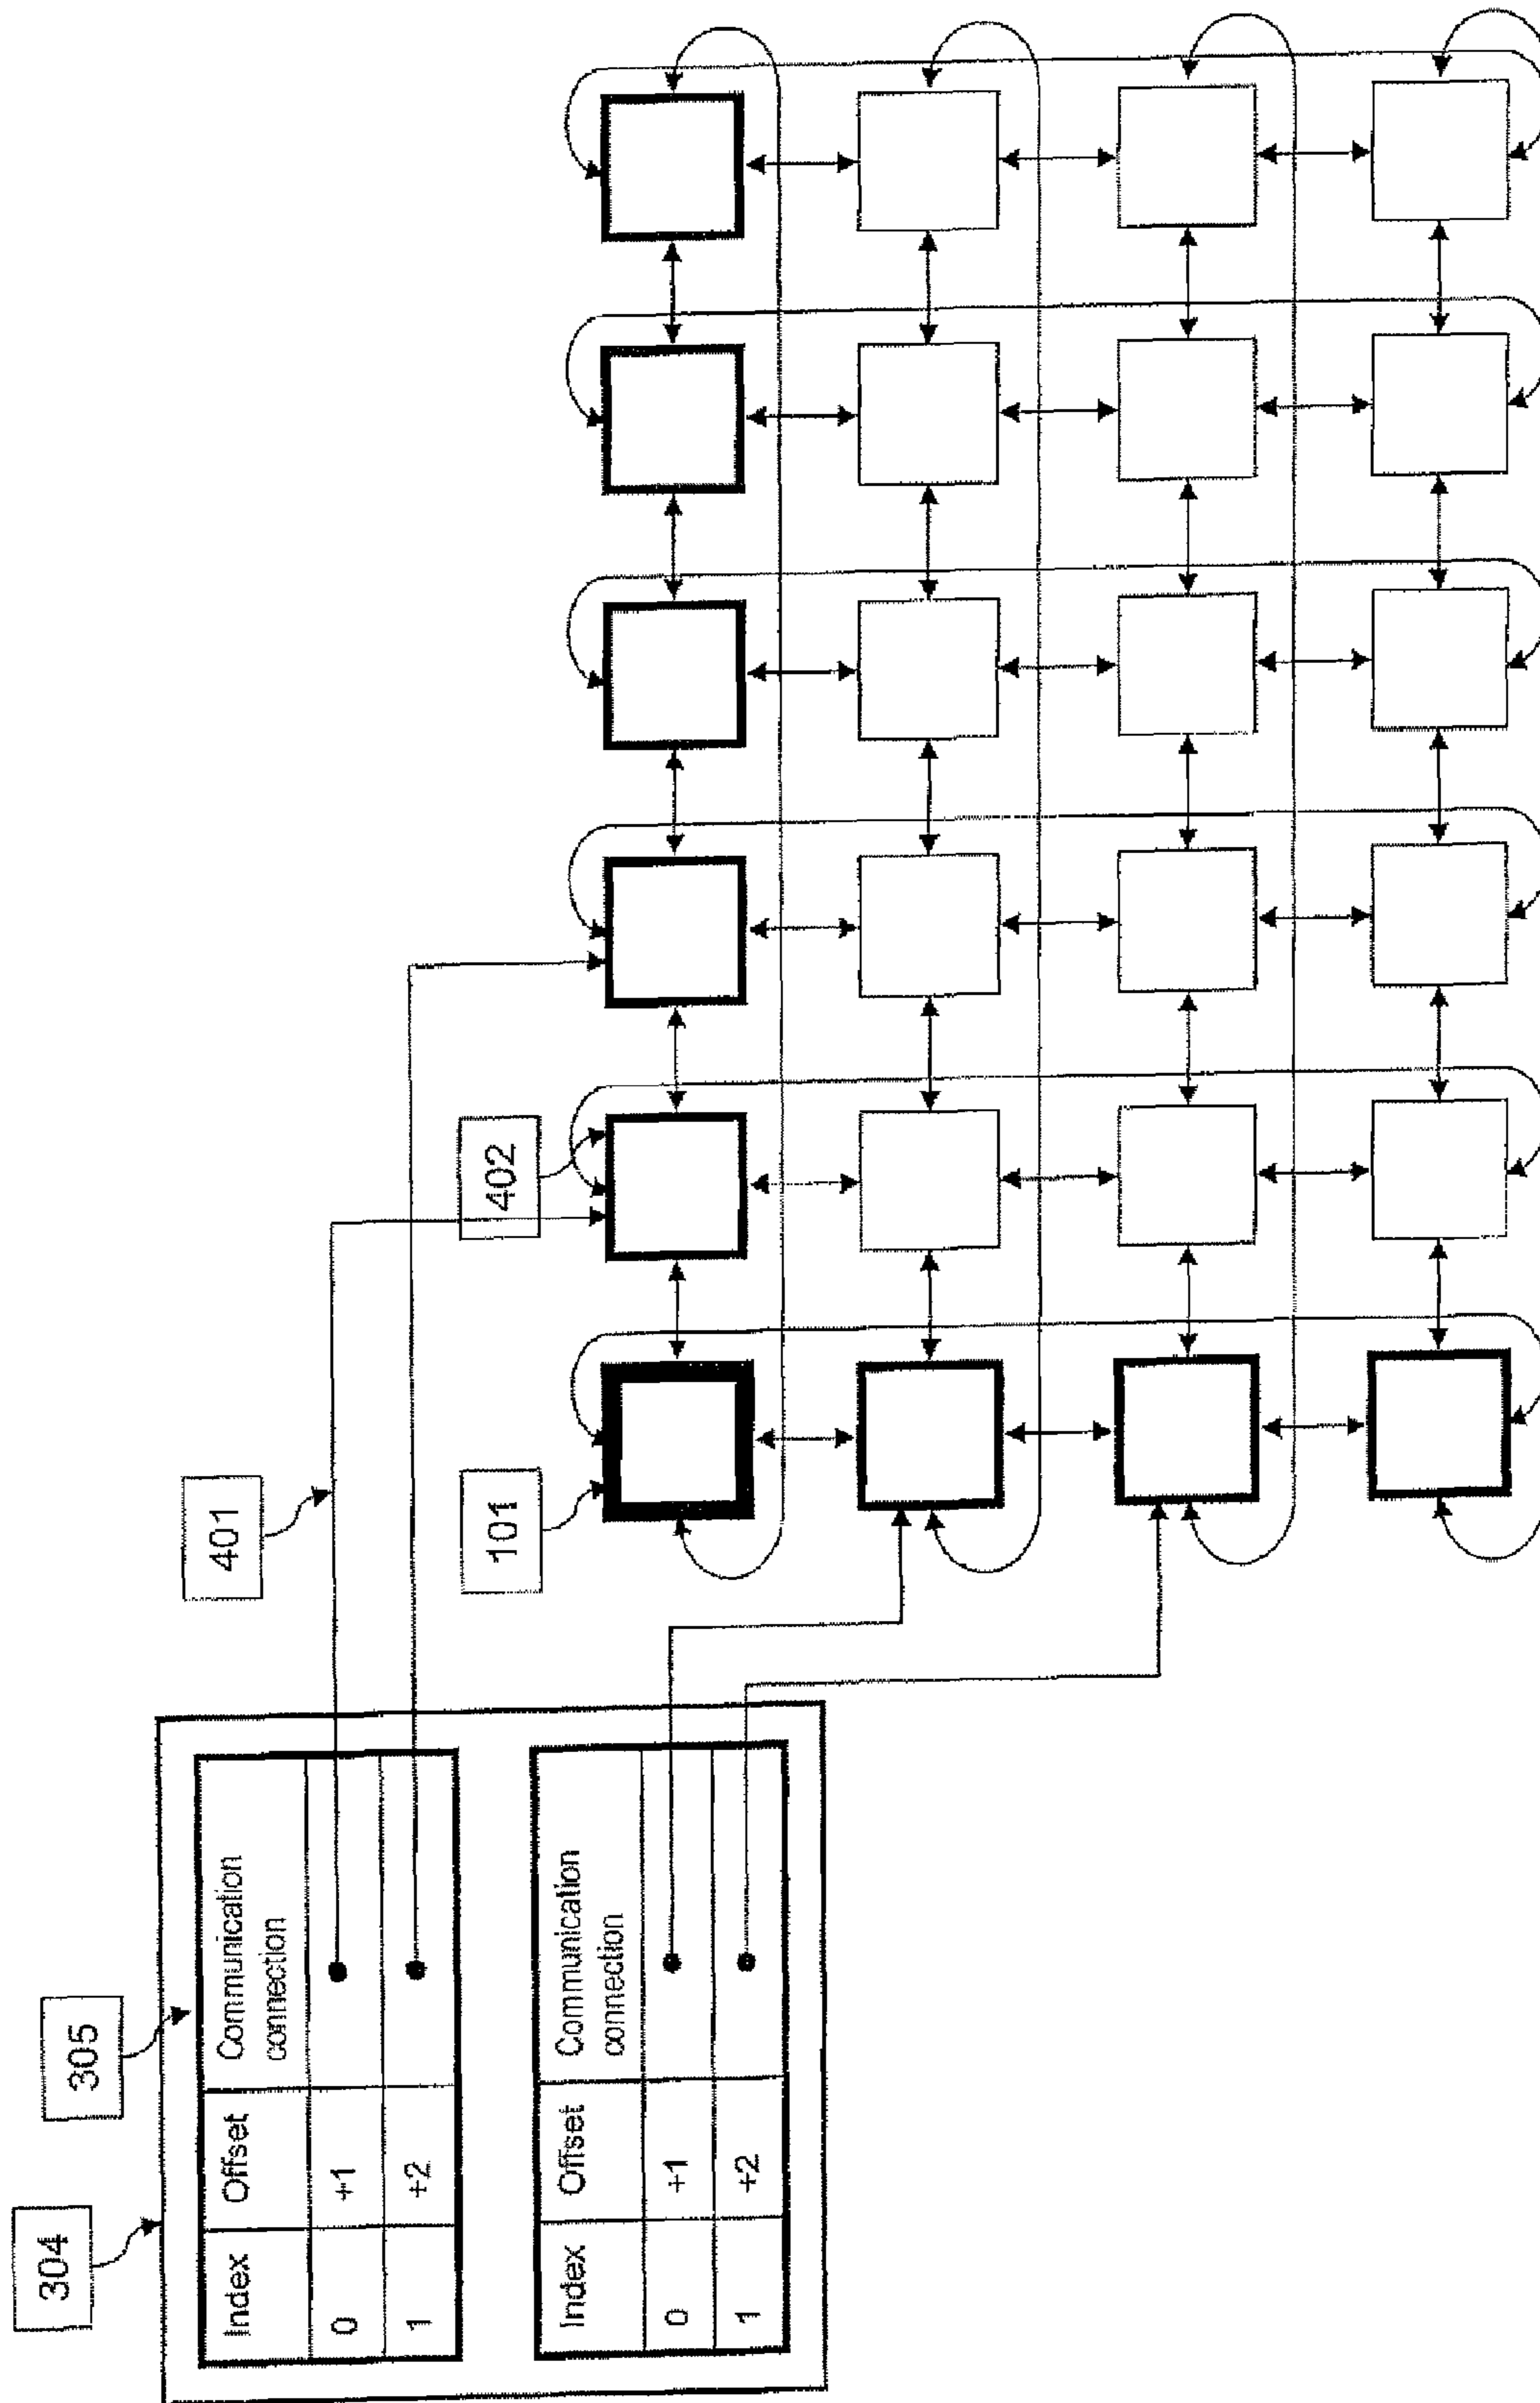 304
305
Index Offset Communication
connection
0 +1
1 +2
Index Offset Communication
connection
0 +1
1 +2
401
101
402